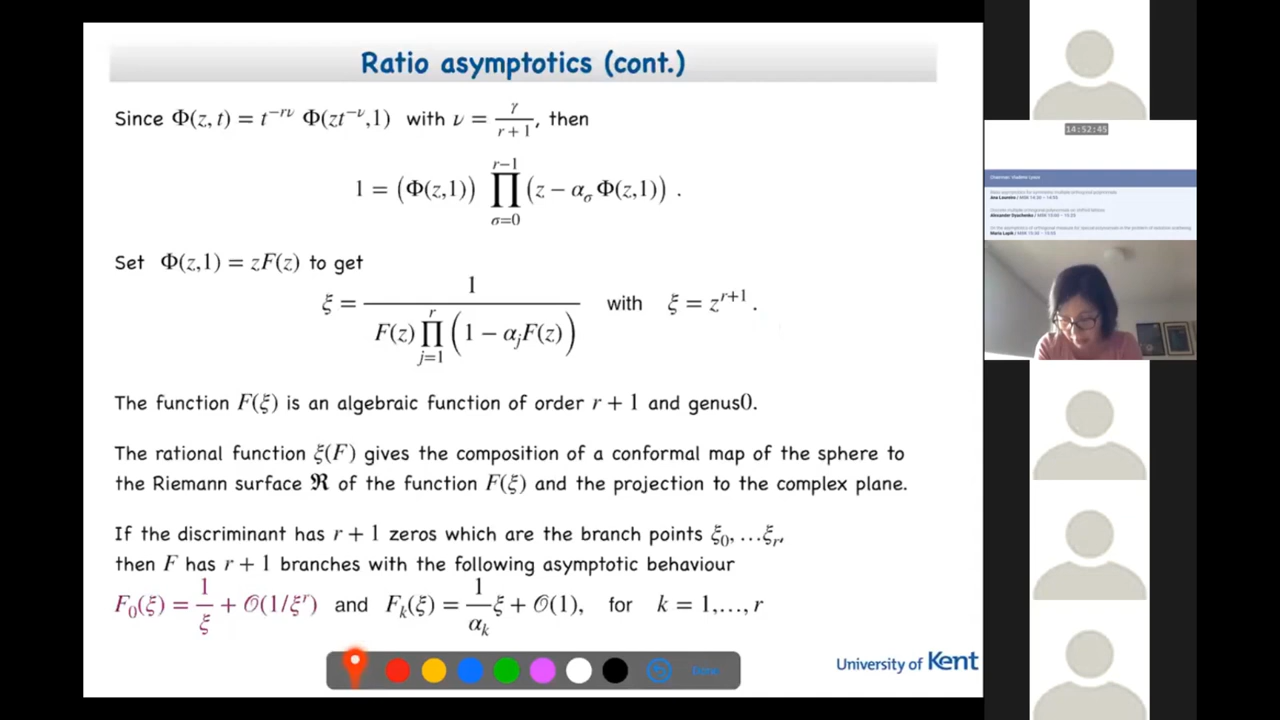 Ratio asymptotics (cont.)
Since Φ(z, t) = t^{−rν} Φ(zt^{−ν},1) with ν = γ/(r+1), then
1 = (Φ(z,1)) ∏_{σ=0}^{r−1} (z − α_σ Φ(z,1)) .
Set Φ(z,1) = zF(z) to get
ξ = 1/(F(z) ∏_{j=1}^{r} (1 − α_j F(z))) with ξ = z^{r+1} .
The function F(ξ) is an algebraic function of order r + 1 and genus0.
The rational function ξ(F) gives the composition of a conformal map of the sphere to
the Riemann surface ℜ of the function F(ξ) and the projection to the complex plane.
If the discriminant has r + 1 zeros which are the branch points ξ_0, …ξ_r,
then F has r + 1 branches with the following asymptotic behaviour
F_0(ξ) = 1/ξ + 𝒪(1/ξ^r) and F_k(ξ) = 1/α_k ξ + 𝒪(1), for k = 1,…, r
University of Kent
14:52:45